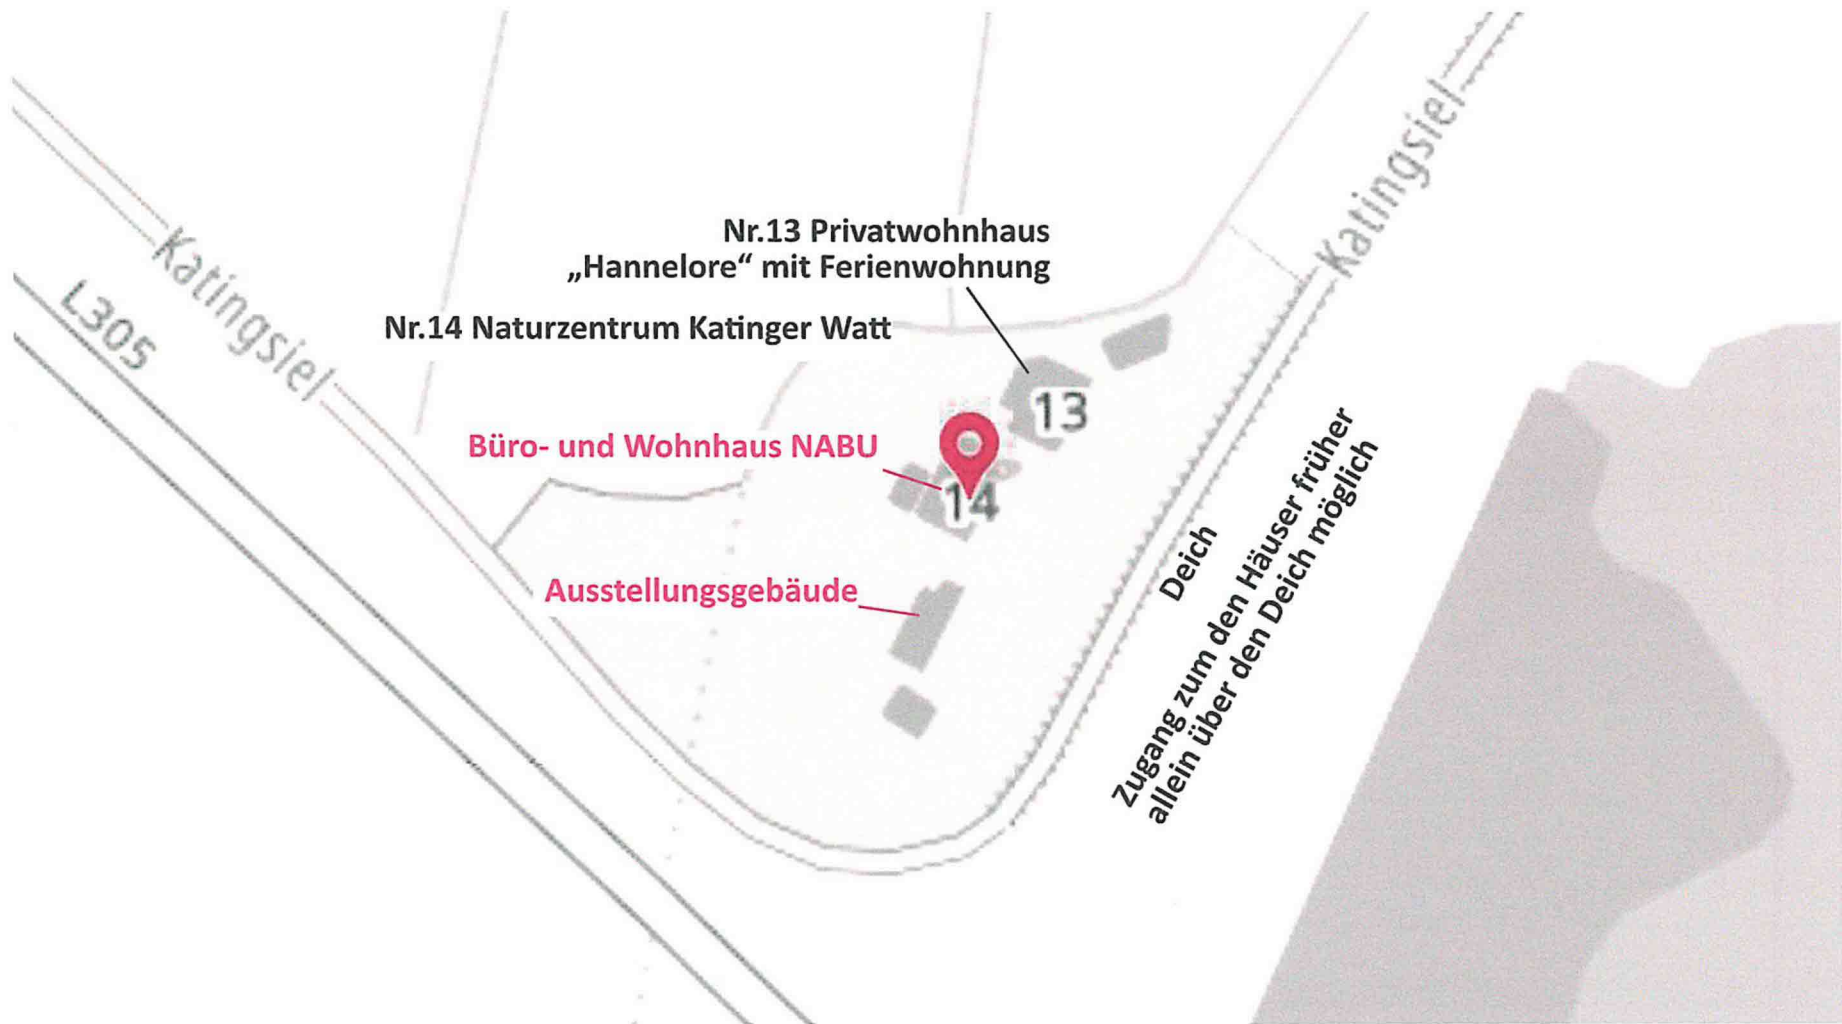 Katingsiel
Nr.13 Privatwohnhaus
„Hannelore“ mit Ferienwohnung
Katingsiel
L305
Nr.14 Naturzentrum Katinger Watt
13
Büro- und Wohnhaus NABU
14
Ausstellungsgebäude
Deich
Zugang zum den Häuser früher
allein über den Deich möglich